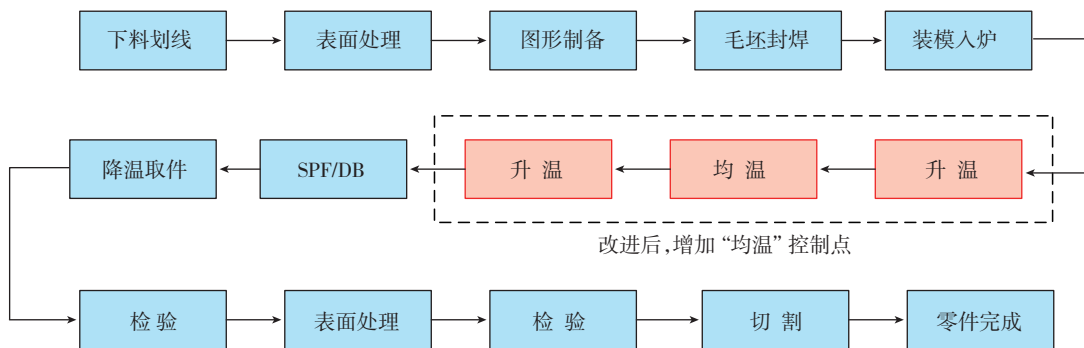 下料划线
表面处理
图形制备
毛坯封焊
装模入炉
升 温
均 温
升 温
SPF/DB
降温取件
改进后,增加“均温”控制点
检 验
表面处理
检 验
切 割
零件完成